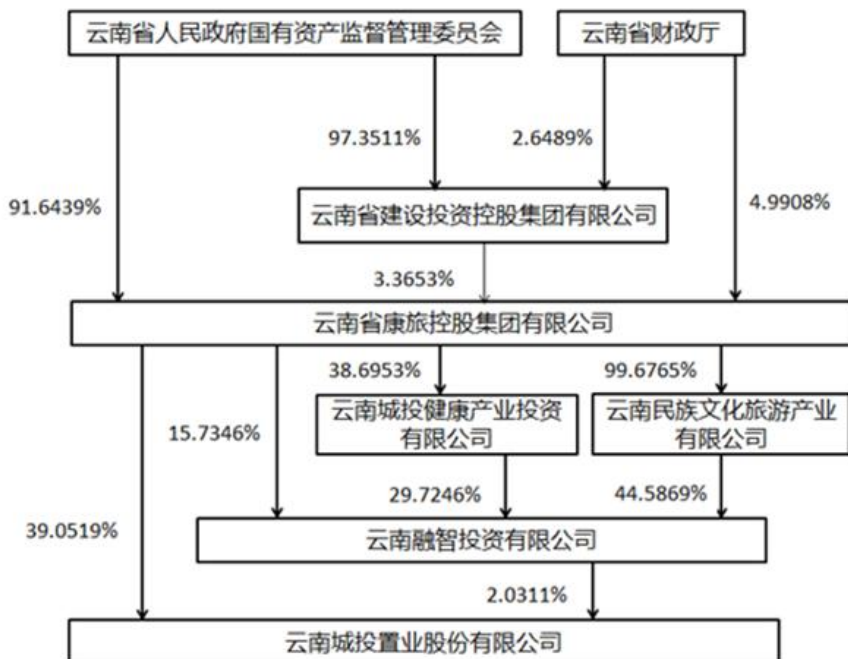 云南省人民政府国有资产监督管理委员会
云南省财政厅
97.3511%
2.6489%
91.6439%
云南省建设投资控股集团有限公司
4.9908%
3.3653%
云南省康旅控股集团有限公司
38.6953%
99.6765%
15.7346%
云南城投健康产业投资
有限公司
云南民族文化旅游产业
有限公司
29.7246%
44.5869%
39.0519%
云南融智投资有限公司
2.0311%
云南城投置业股份有限公司